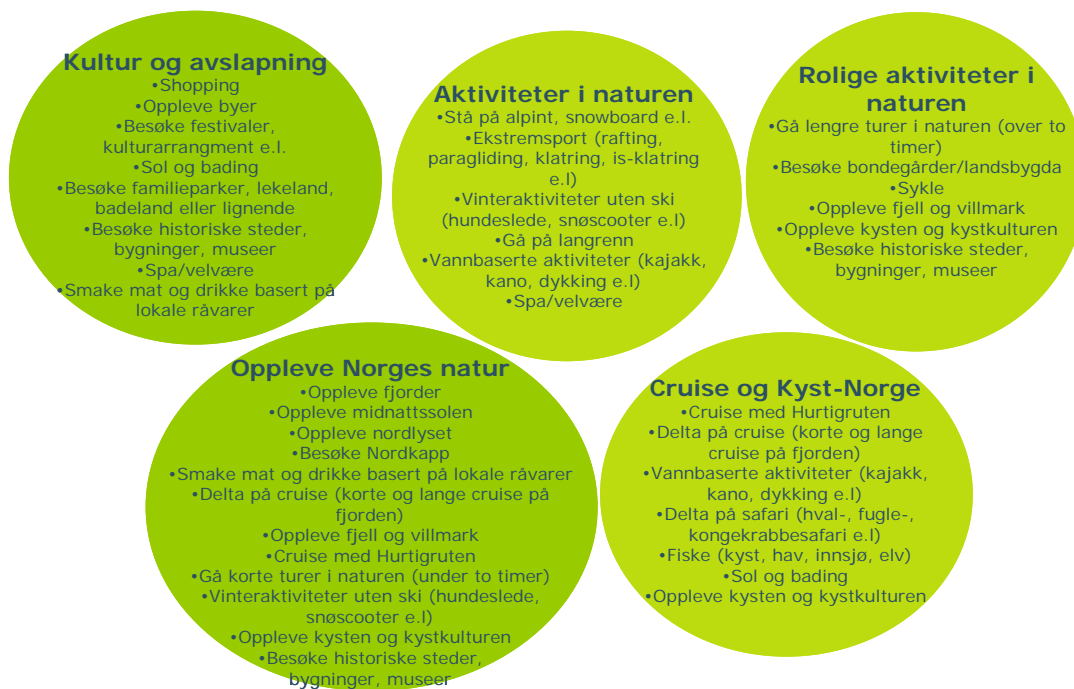 Kultur og avslapning
•Shopping
•Oppleve byer
•Besøke festivaler,
kulturarrangment e.l.
•Sol og bading
•Besøke familieparker, lekeland,
badeland eller lignende
•Besøke historiske steder,
bygninger, museer
•Spa/velvære
•Smake mat og drikke basert på
lokale råvarer
Aktiviteter i naturen
•Stå på alpint, snowboard e.l.
•Ekstremsport (rafting,
paragliding, klatring, is-klatring
e.l)
•Vinteraktiviteter uten ski
(hundeslede, snøscooter e.l)
•Gå på langrenn
•Vannbaserte aktiviteter (kajakk,
kano, dykking e.l)
•Spa/velvære
Rolige aktiviteter i
naturen
•Gå lengre turer i naturen (over to
timer)
•Besøke bondegårder/landsbygda
•Sykle
•Oppleve fjell og villmark
•Oppleve kysten og kystkulturen
•Besøke historiske steder,
bygninger, museer
Oppleve Norges natur
•Oppleve fjorder
•Oppleve midnattssolen
•Oppleve nordlyset
•Besøke Nordkapp
•Smake mat og drikke basert på lokale råvarer
•Delta på cruise (korte og lange cruise på
fjorden)
•Oppleve fjell og villmark
•Cruise med Hurtigruten
•Gå korte turer i naturen (under to timer)
•Vinteraktiviteter uten ski (hundeslede,
snøscooter e.l)
•Oppleve kysten og kystkulturen
•Besøke historiske steder,
bygninger, museer
Cruise og Kyst-Norge
•Cruise med Hurtigruten
•Delta på cruise (korte og lange
cruise på fjorden)
•Vannbaserte aktiviteter (kajakk,
kano, dykking e.l)
•Delta på safari (hval-, fugle-,
kongekrabbesafari e.l)
•Fiske (kyst, hav, innsjø, elv)
•Sol og bading
•Oppleve kysten og kystkulturen